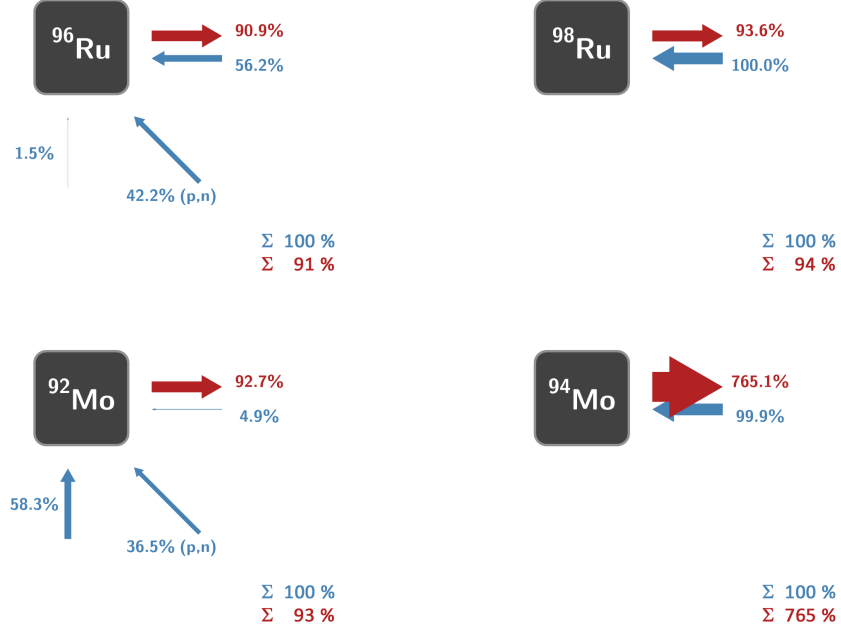 96Ru
90.9%
56.2%
1.5%
42.2% (p,n)
Σ 100 %
Σ 91 %
98Ru
93.6%
100.0%
Σ 100 %
Σ 94 %
92Mo
92.7%
4.9%
58.3%
36.5% (p,n)
Σ 100 %
Σ 93 %
94Mo
765.1%
99.9%
Σ 100 %
Σ 765 %